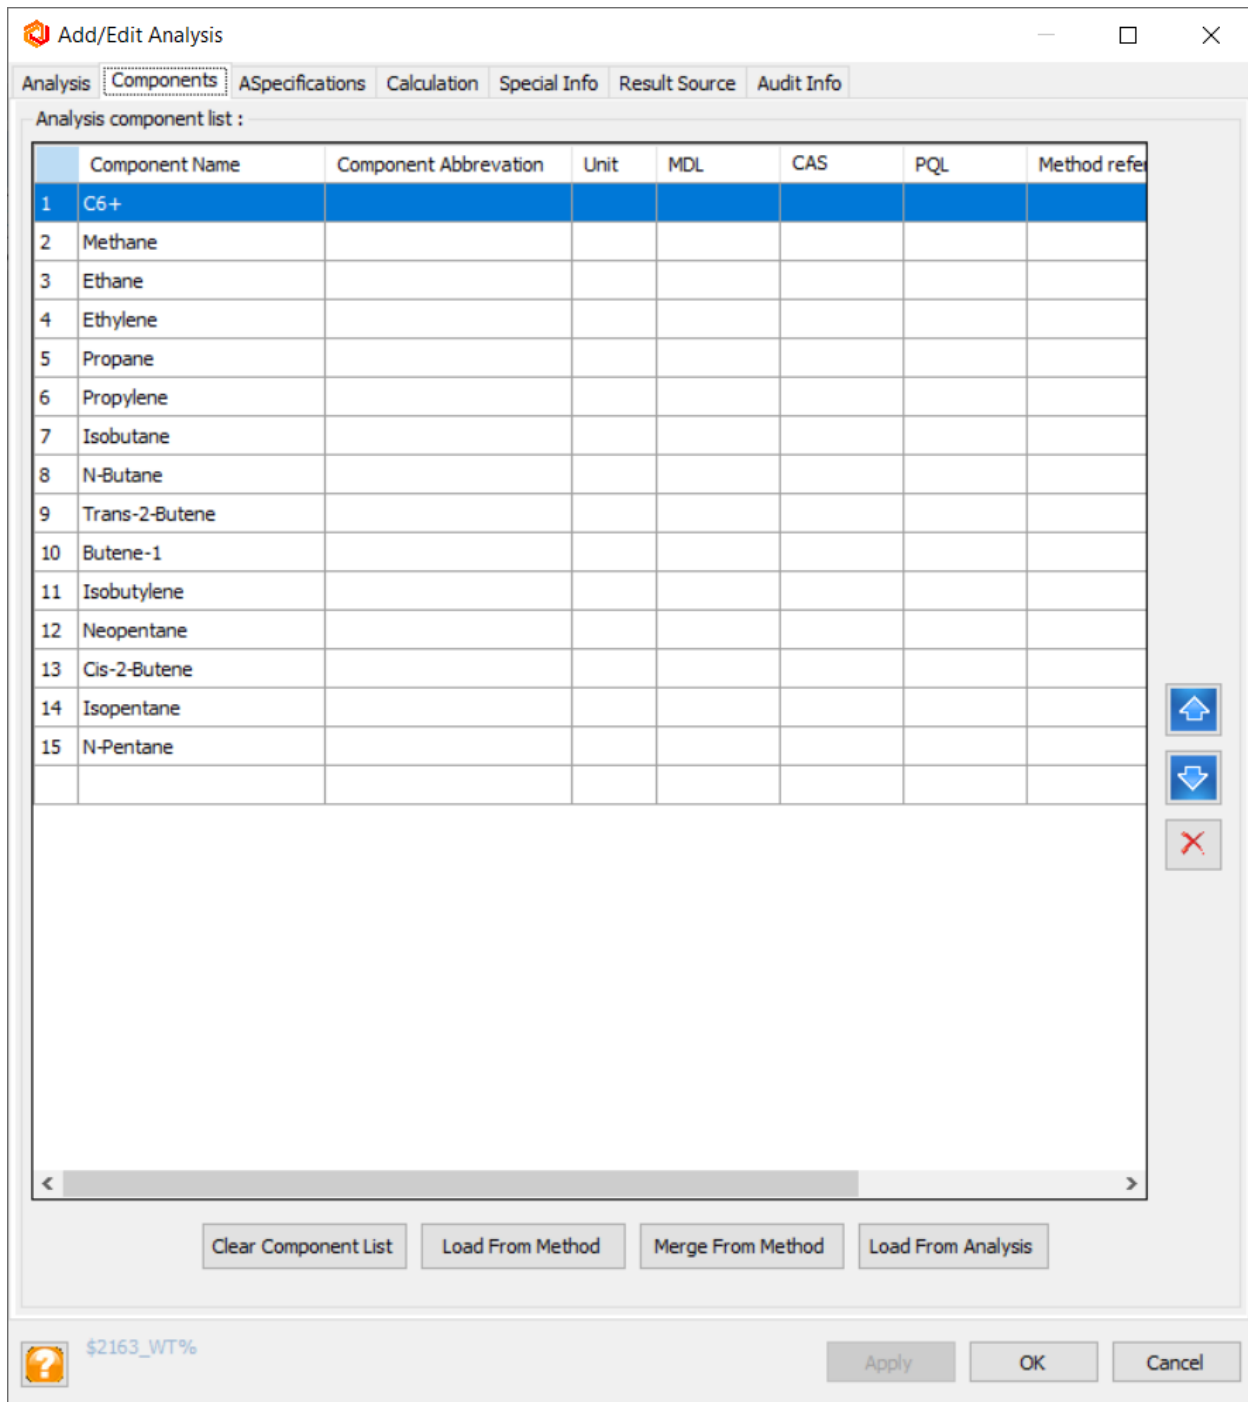 Add/Edit Analysis
Analysis Components ASpecifications Calculation Special Info Result Source Audit Info
Analysis component list :
Component Name Component Abbrevation Unit MDL CAS PQL Method refer
1 C6+
2 Methane
3 Ethane
4 Ethylene
5 Propane
6 Propylene
7 Isobutane
8 N-Butane
9 Trans-2-Butene
10 Butene-1
11 Isobutylene
12 Neopentane
13 Cis-2-Butene
14 Isopentane
15 N-Pentane
Clear Component List Load From Method Merge From Method Load From Analysis
$2163_WT%
Apply OK Cancel